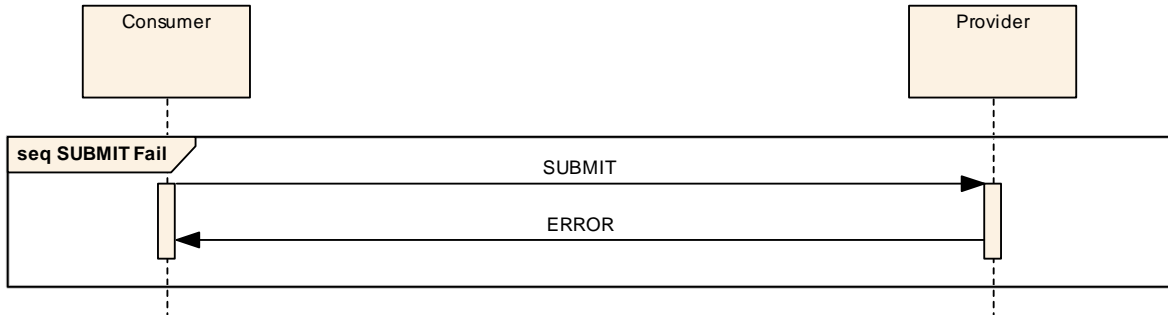 Consumer
Provider
seq SUBMIT Fail
SUBMIT
ERROR